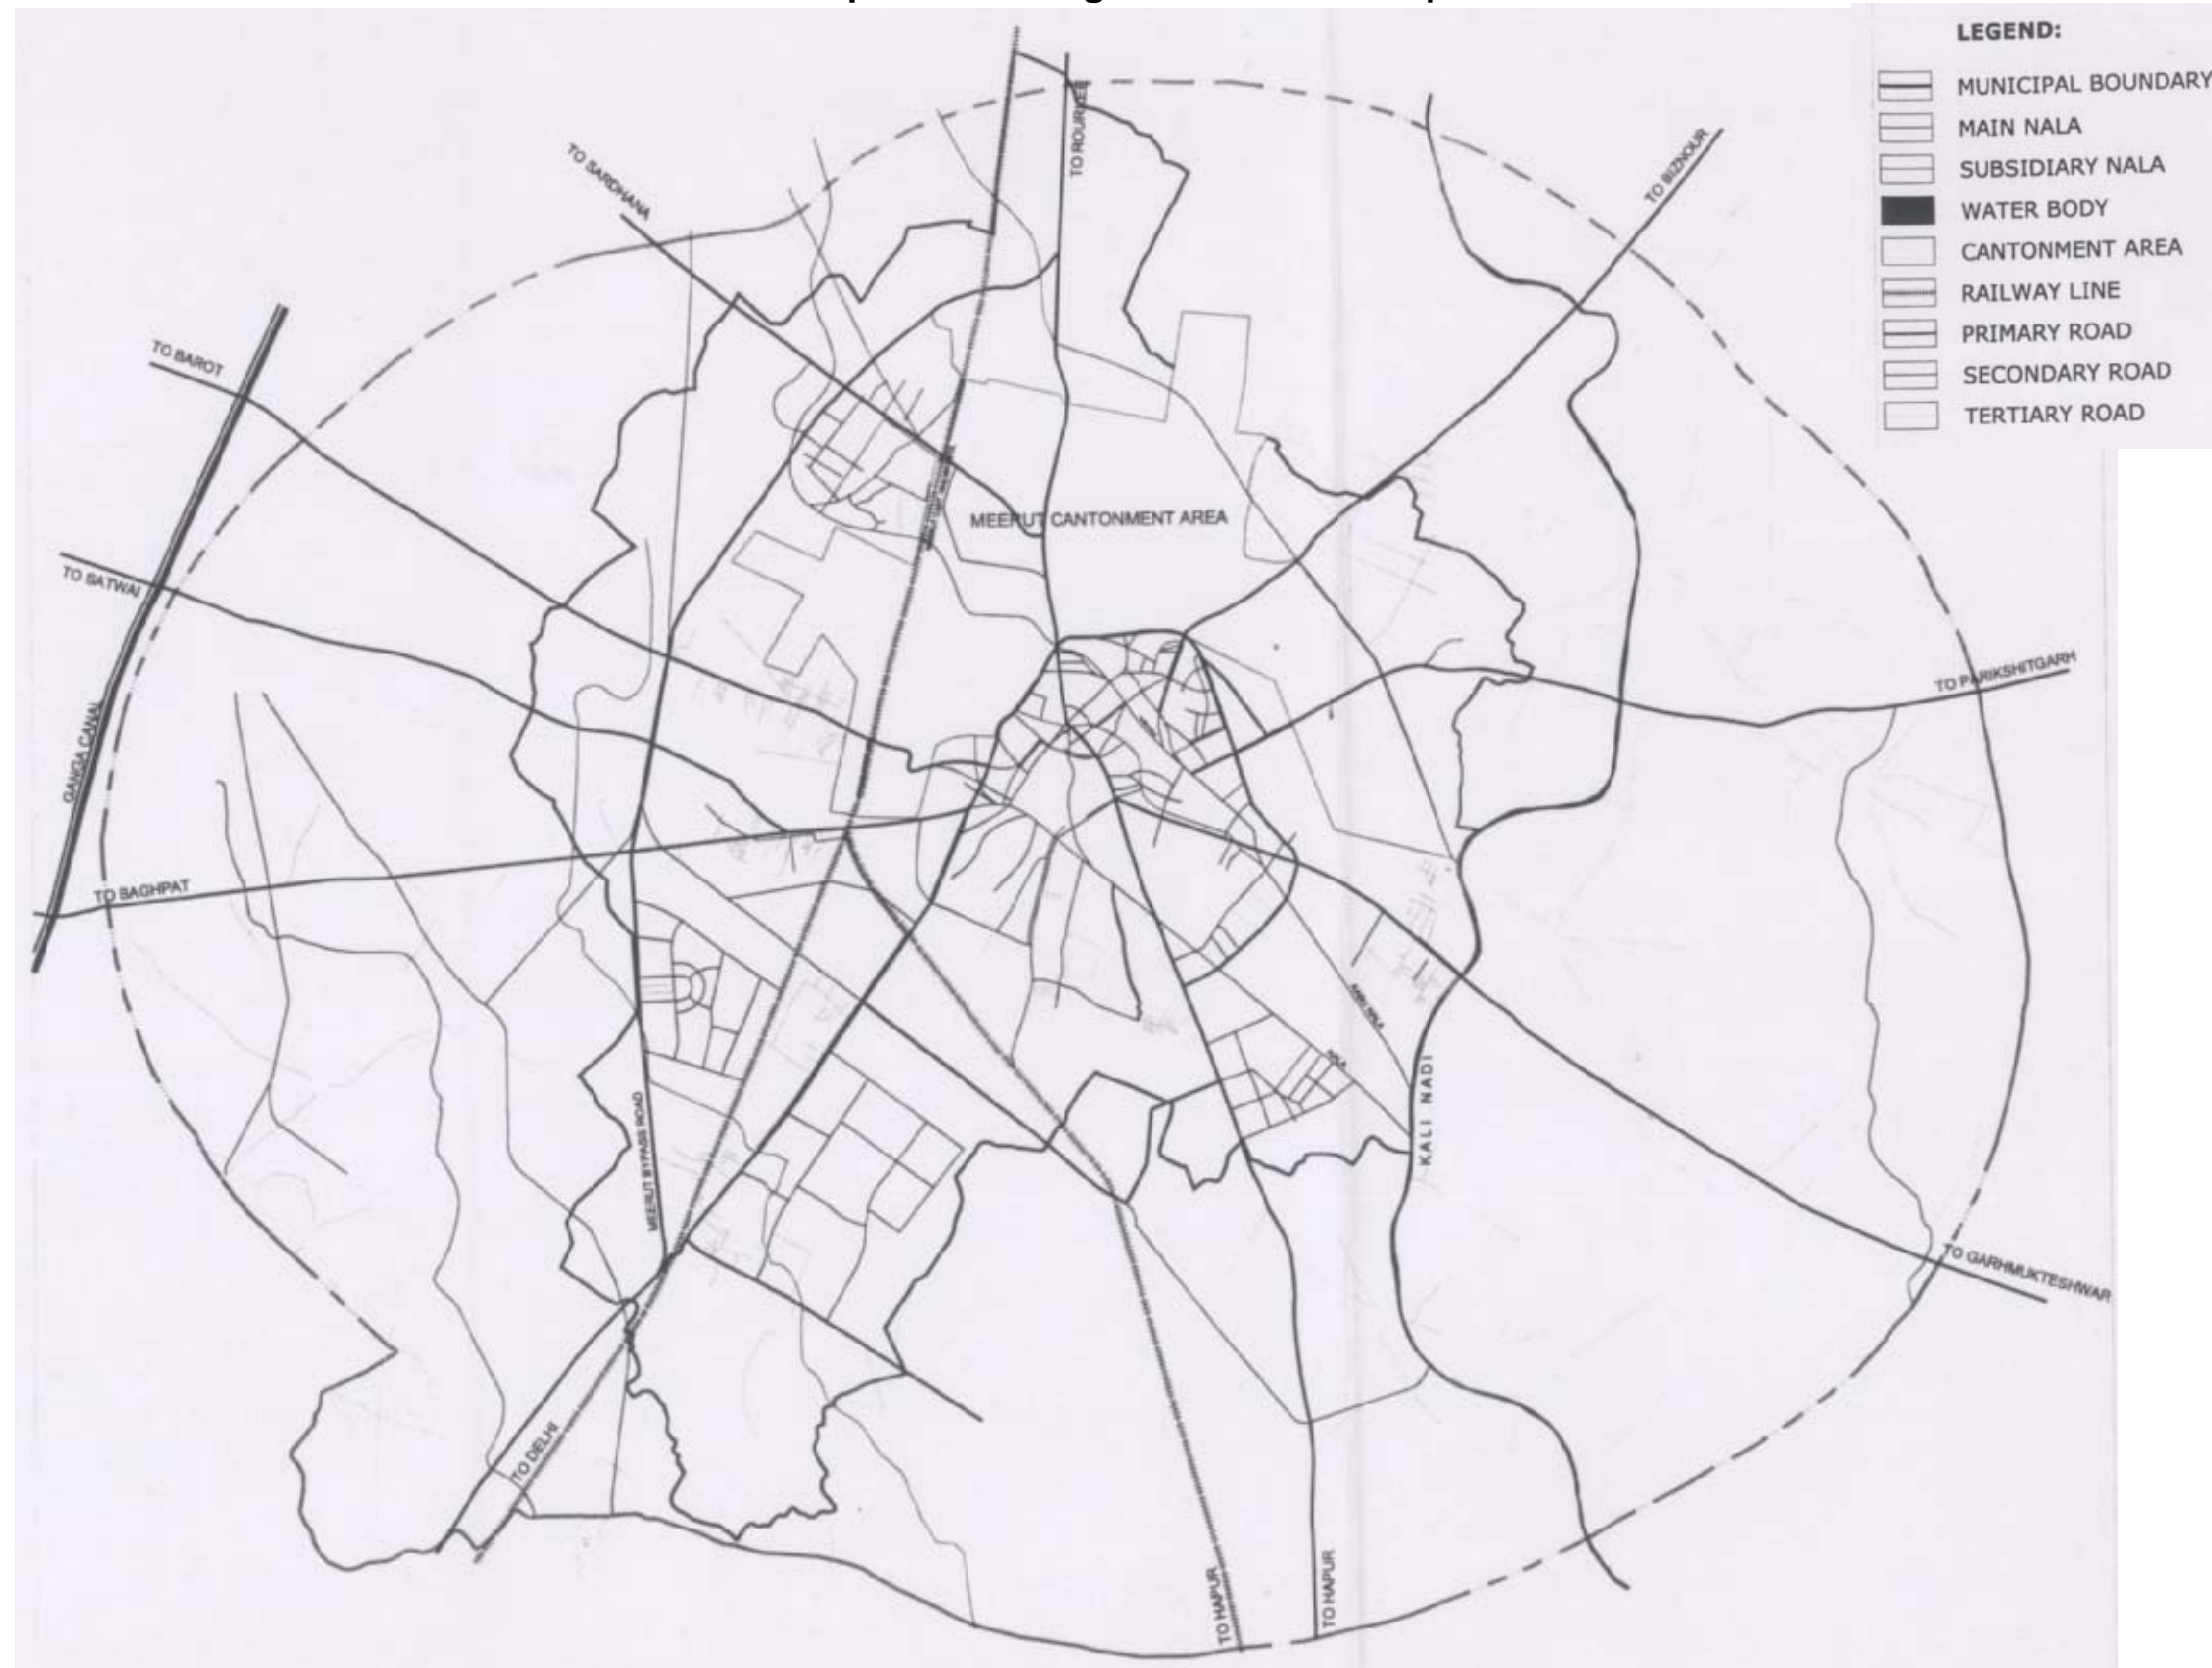 LEGEND:
MUNICIPAL BOUNDARY
MAIN NALA
SUBSIDIARY NALA
WATER BODY
CANTONMENT AREA
RAILWAY LINE
PRIMARY ROAD
SECONDARY ROAD
TERTIARY ROAD
TO ROURKEE
TO SARDHANA
TO BIZNOUR
TO BAROT
MEERUT CANTONMENT AREA
TO SATWAI
TO PARIKSHITGARH
GANGA CANAL
TO BAGHPAT
NALA
KALI NADI
MEERUT BYPASS ROAD
TO GARHMUKTESHWAR
TO DELHI
TO HAPUR
TO HAPUR